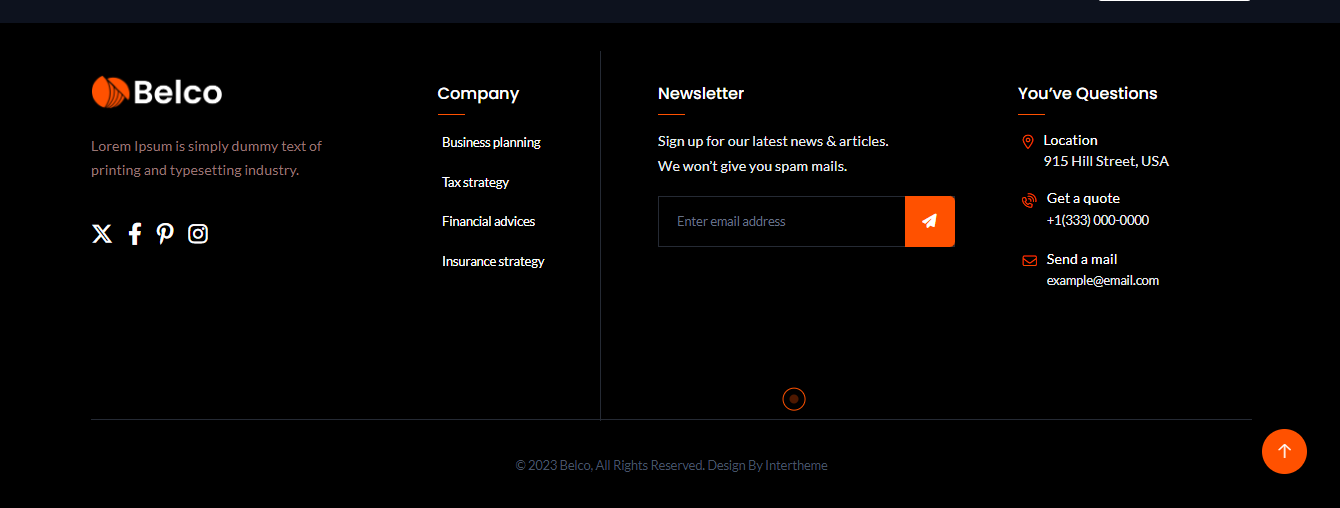 Belco
Lorem Ipsum is simply dummy text of
printing and typesetting industry.
Company
Business planning
Tax strategy
Financial advices
Insurance strategy
Newsletter
Sign up for our latest news & articles.
We won't give you spam mails.
Enter email address
You’ve Questions
Location
915 Hill Street, USA
Get a quote
+1(333) 000-0000
Send a mail
example@email.com
© 2023 Belco. All Rights Reserved. Design By Intertheme